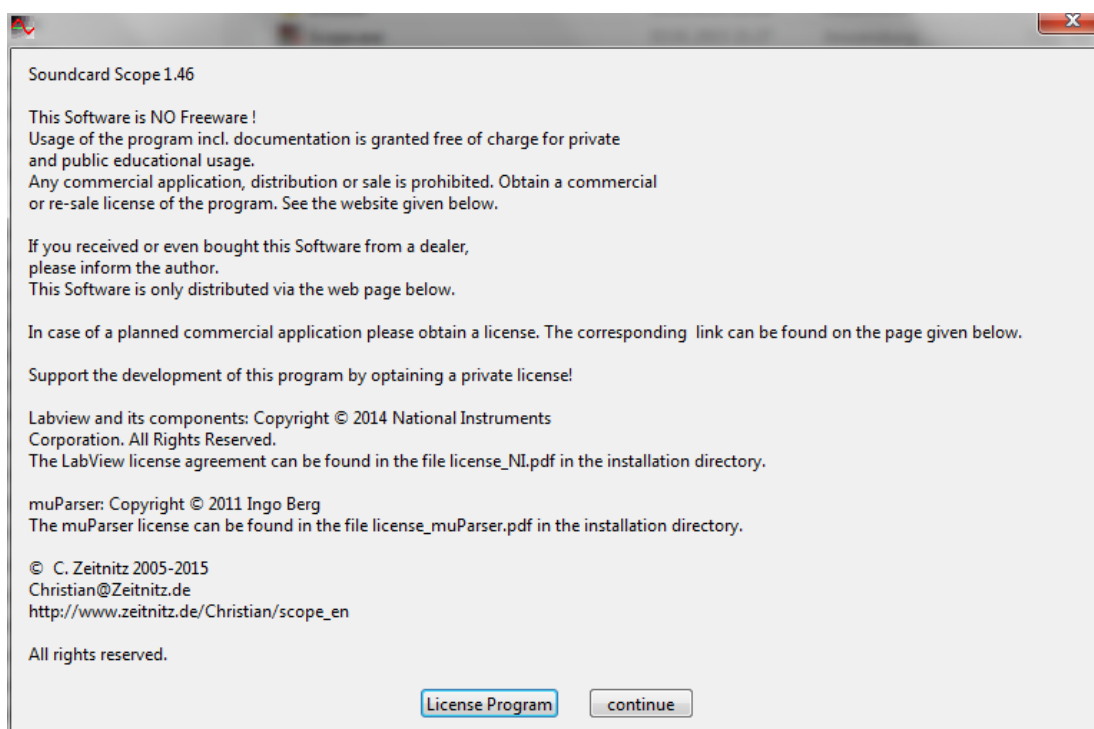 Soundcard Scope 1.46
This Software is NO Freeware !
Usage of the program incl. documentation is granted free of charge for private
and public educational usage.
Any commercial application, distribution or sale is prohibited. Obtain a commercial
or re-sale license of the program. See the website given below.
If you received or even bought this Software from a dealer,
please inform the author.
This Software is only distributed via the web page below.
In case of a planned commercial application please obtain a license. The corresponding  link can be found on the page given below.
Support the development of this program by optaining a private license!
Labview and its components: Copyright © 2014 National Instruments
Corporation. All Rights Reserved.
The LabView license agreement can be found in the file license_NI.pdf in the installation directory.
muParser: Copyright © 2011 Ingo Berg
The muParser license can be found in the file license_muParser.pdf in the installation directory.
©  C. Zeitnitz 2005-2015
Christian@Zeitnitz.de
http://www.zeitnitz.de/Christian/scope_en
All rights reserved.
License Program continue